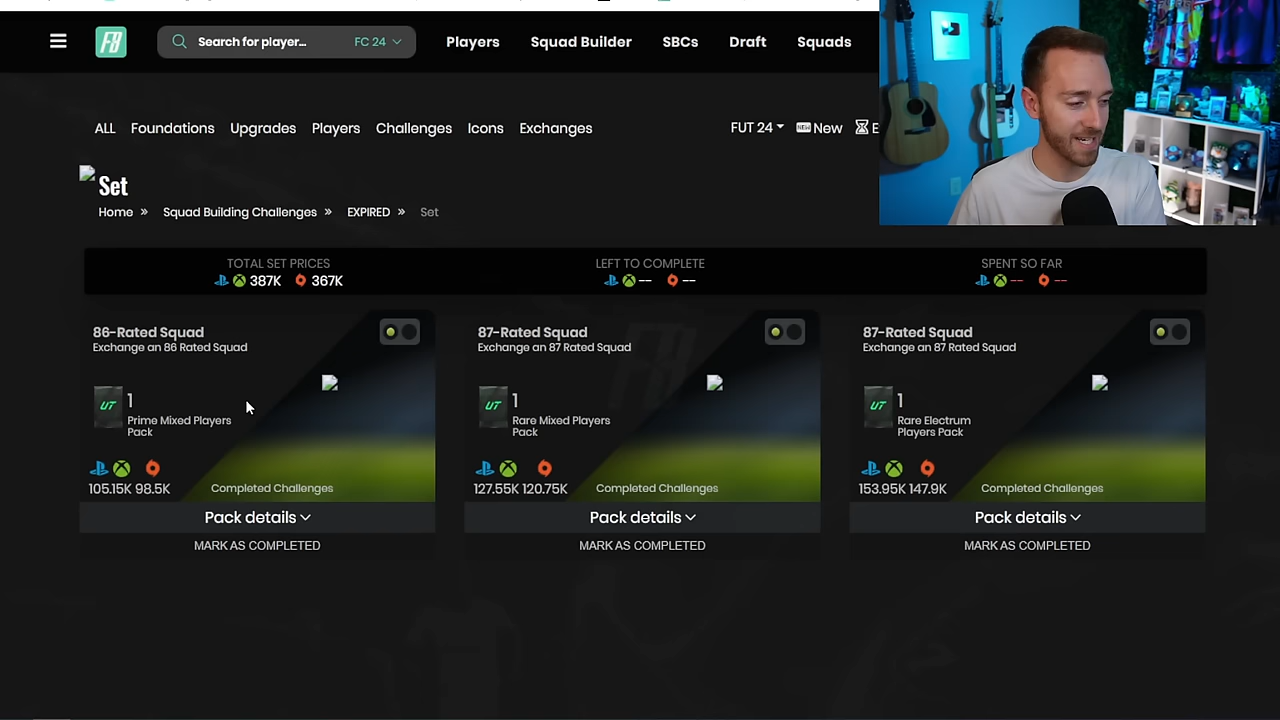 Search for player... FC 24 Players Squad Builder SBCs Draft Squads
ALL Foundations Upgrades Players Challenges Icons Exchanges FUT 24 NEW New E
Set
Home » Squad Building Challenges » EXPIRED » Set
TOTAL SET PRICES
387K 367K
LEFT TO COMPLETE
-- --
SPENT SO FAR
-- --
86-Rated Squad
Exchange an 86 Rated Squad
UT 1
Prime Mixed Players
Pack
105.15K 98.5K Completed Challenges
Pack details
MARK AS COMPLETED
87-Rated Squad
Exchange an 87 Rated Squad
UT 1
Rare Mixed Players
Pack
127.55K 120.75K Completed Challenges
Pack details
MARK AS COMPLETED
87-Rated Squad
Exchange an 87 Rated Squad
UT 1
Rare Electrum
Players Pack
153.95K 147.9K Completed Challenges
Pack details
MARK AS COMPLETED